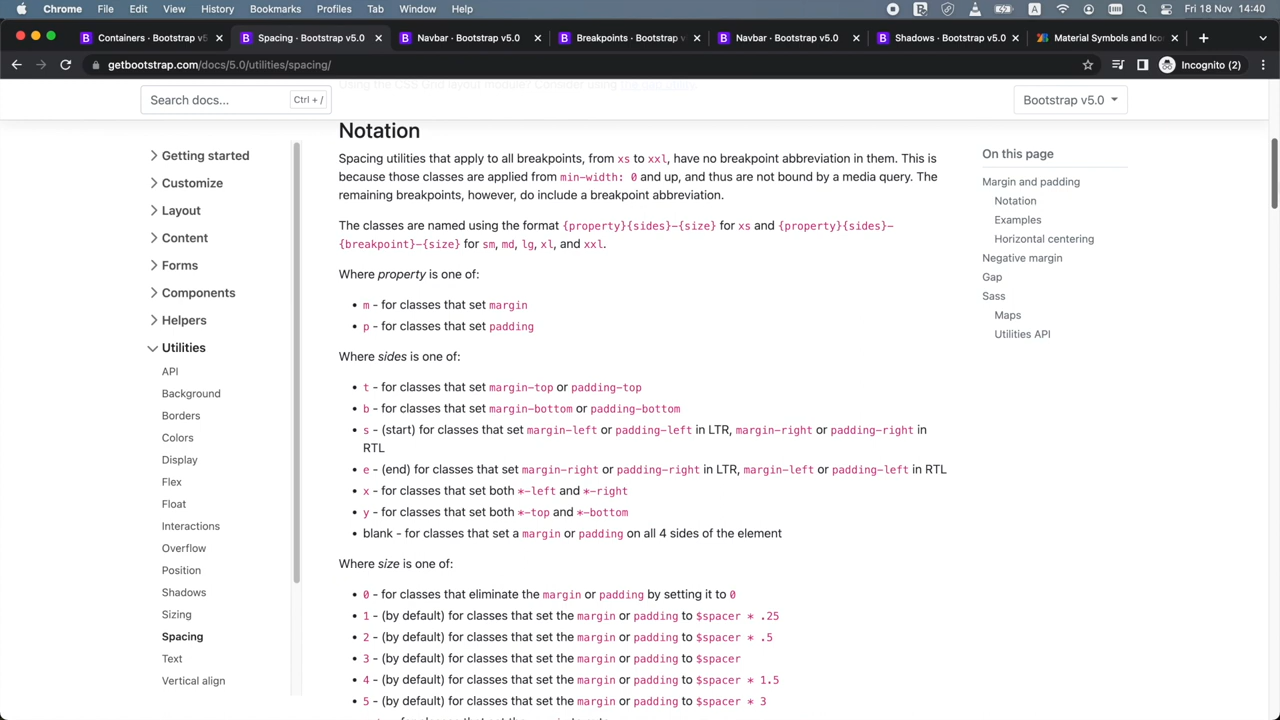 Chrome File Edit View History Bookmarks Profiles Tab Window Help A Fri 18 Nov 14:40
Containers · Bootstrap v5 Spacing · Bootstrap v5.0 Navbar · Bootstrap v5.0 Breakpoints · Bootstrap v Navbar · Bootstrap v5.0 Shadows · Bootstrap v5.0 Material Symbols and Ico
getbootstrap.com/docs/5.0/utilities/spacing/ Incognito (2)
Search docs... Ctrl + / Bootstrap v5.0
Getting started
Customize
Layout
Content
Forms
Components
Helpers
Utilities
API
Background
Borders
Colors
Display
Flex
Float
Interactions
Overflow
Position
Shadows
Sizing
Spacing
Text
Vertical align
Notation
Spacing utilities that apply to all breakpoints, from xs to xxl, have no breakpoint abbreviation in them. This is
because those classes are applied from min-width: 0 and up, and thus are not bound by a media query. The
remaining breakpoints, however, do include a breakpoint abbreviation.
The classes are named using the format {property}{sides}-{size} for xs and {property}{sides}-
{breakpoint}-{size} for sm, md, lg, xl, and xxl.
Where property is one of:
• m - for classes that set margin
• p - for classes that set padding
Where sides is one of:
• t - for classes that set margin-top or padding-top
• b - for classes that set margin-bottom or padding-bottom
• s - (start) for classes that set margin-left or padding-left in LTR, margin-right or padding-right in
RTL
• e - (end) for classes that set margin-right or padding-right in LTR, margin-left or padding-left in RTL
• x - for classes that set both *-left and *-right
• y - for classes that set both *-top and *-bottom
• blank - for classes that set a margin or padding on all 4 sides of the element
Where size is one of:
• 0 - for classes that eliminate the margin or padding by setting it to 0
• 1 - (by default) for classes that set the margin or padding to $spacer * .25
• 2 - (by default) for classes that set the margin or padding to $spacer * .5
• 3 - (by default) for classes that set the margin or padding to $spacer
• 4 - (by default) for classes that set the margin or padding to $spacer * 1.5
• 5 - (by default) for classes that set the margin or padding to $spacer * 3
On this page
Margin and padding
Notation
Examples
Horizontal centering
Negative margin
Gap
Sass
Maps
Utilities API